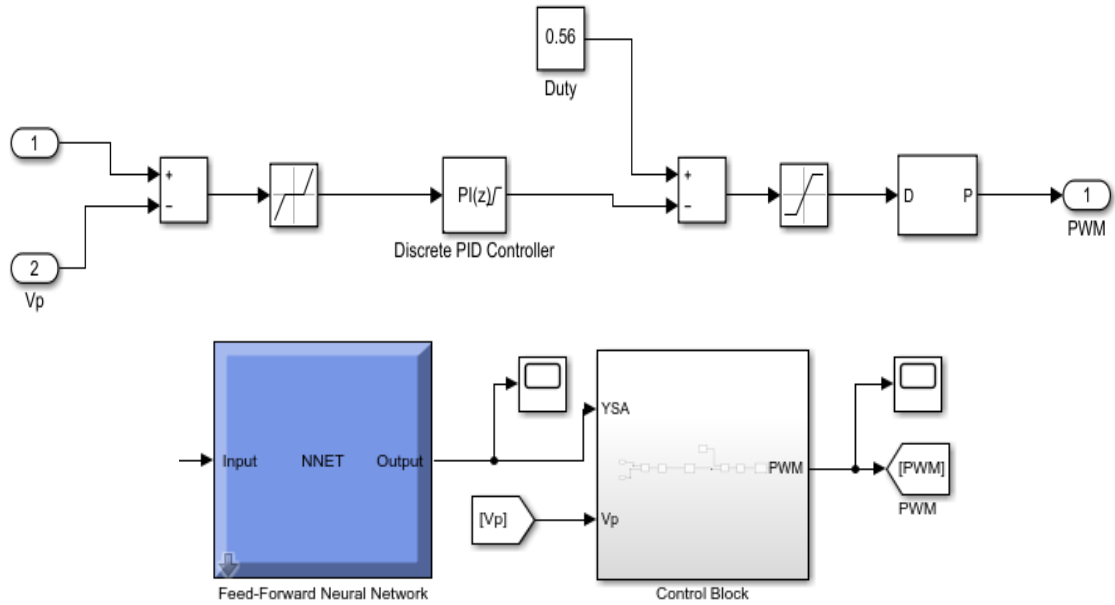 0.56
Duty
1
+
−
PI(z)
Discrete PID Controller
+
−
D
P
1
PWM
2
Vp
Input
NNET
Output
Feed-Forward Neural Network
[Vp]
YSA
Vp
PWM
Control Block
[PWM]
PWM